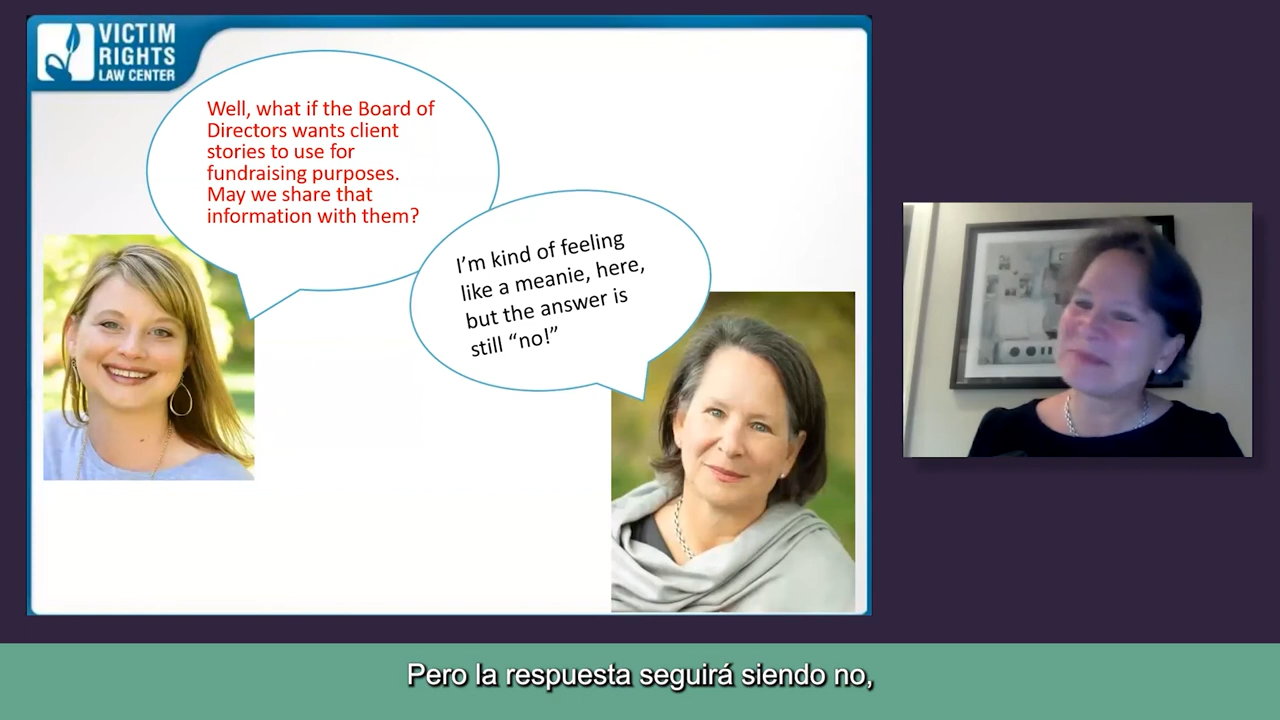 VICTIM
RIGHTS
LAW CENTER
Well, what if the Board of
Directors wants client
stories to use for
fundraising purposes.
May we share that
information with them?
I’m kind of feeling
like a meanie, here,
but the answer is
still “no!”
Pero la respuesta seguirá siendo no,